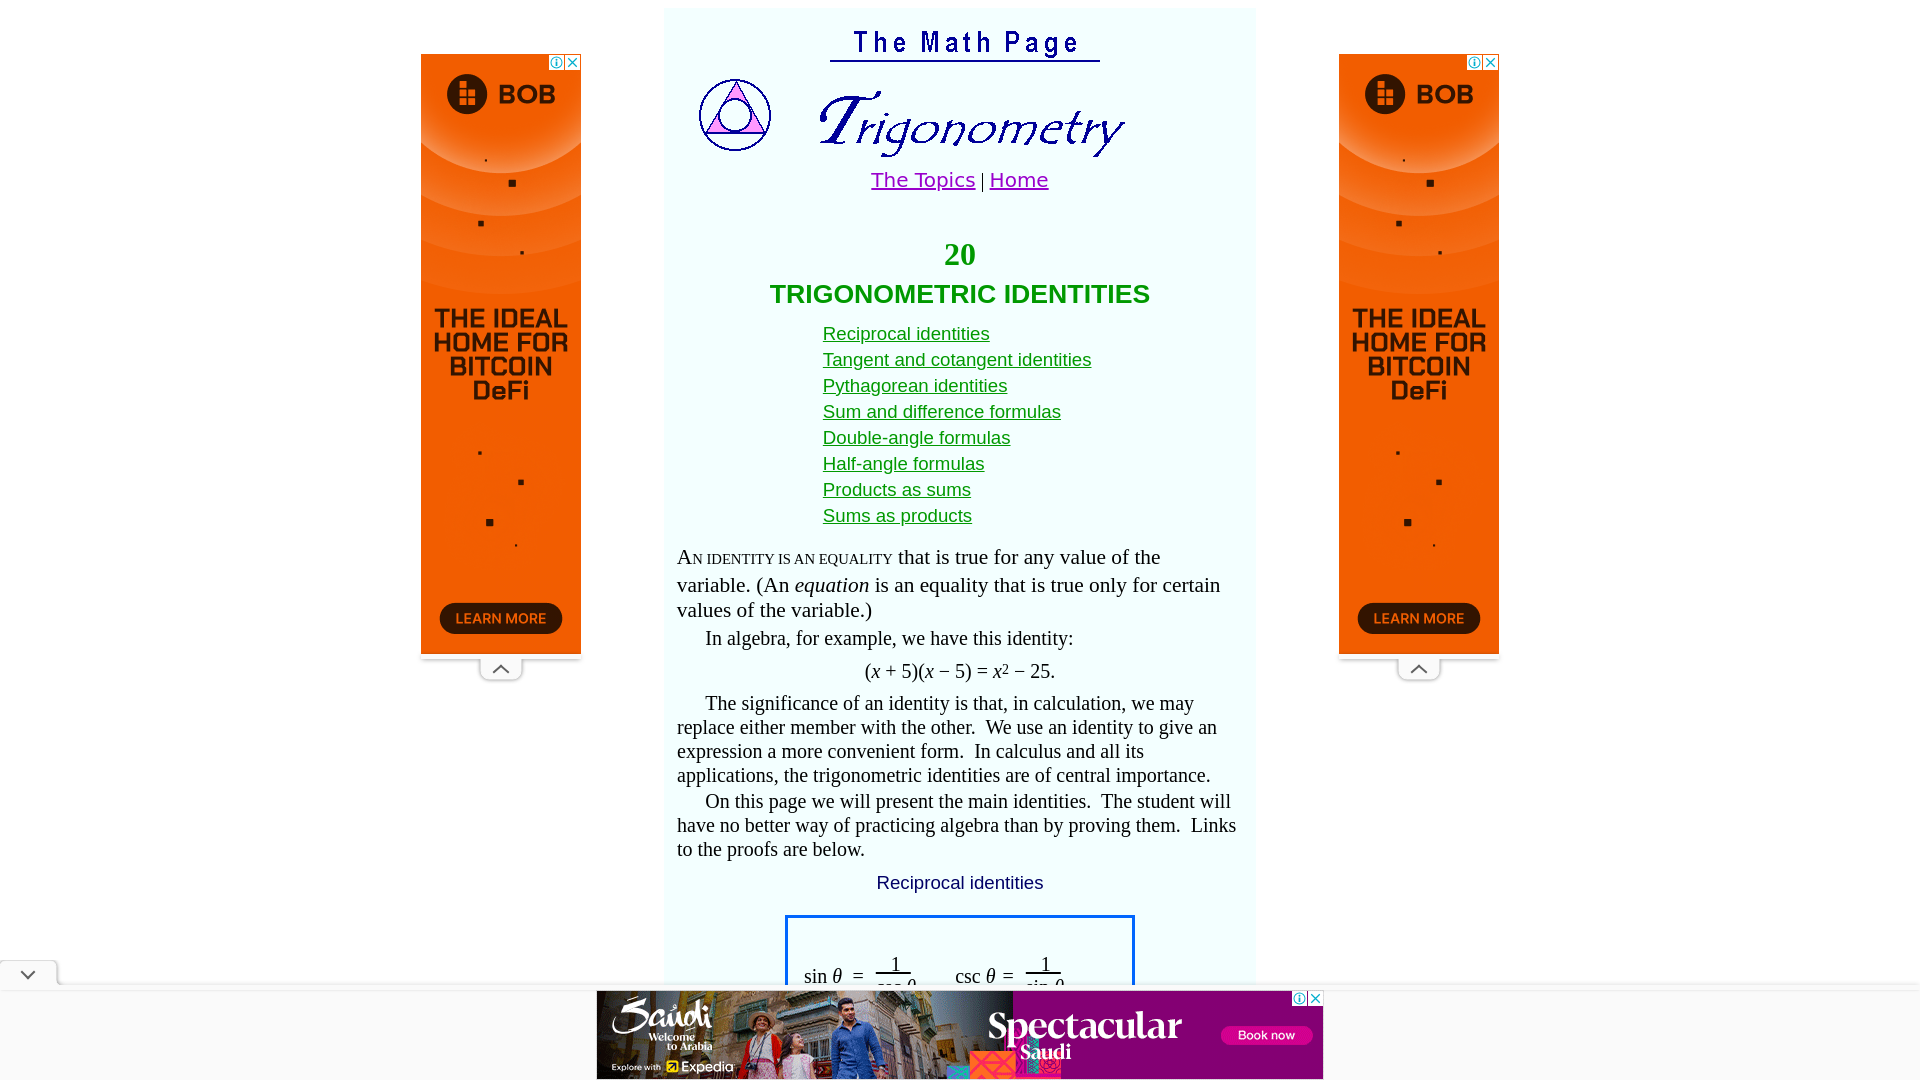 The Math Page
Trigonometry
The Topics | Home
20
TRIGONOMETRIC IDENTITIES
Reciprocal identities
Tangent and cotangent identities
Pythagorean identities
Sum and difference formulas
Double-angle formulas
Half-angle formulas
Products as sums
Sums as products
AN IDENTITY IS AN EQUALITY that is true for any value of the
variable. (An equation is an equality that is true only for certain
values of the variable.)
In algebra, for example, we have this identity:
(x + 5)(x − 5) = x² − 25.
The significance of an identity is that, in calculation, we may
replace either member with the other.  We use an identity to give an
expression a more convenient form.  In calculus and all its
applications, the trigonometric identities are of central importance.
On this page we will present the main identities.  The student will
have no better way of practicing algebra than by proving them.  Links
to the proofs are below.
Reciprocal identities
1 1
sin θ = csc θ =
BOB
THE IDEAL
HOME FOR
BITCOIN
DeFi
LEARN MORE
BOB
THE IDEAL
HOME FOR
BITCOIN
DeFi
LEARN MORE
Saudi
Welcome
to Arabia
Explore with Expedia
Spectacular
Saudi
Book now